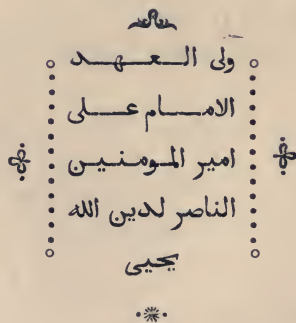 ولى العهد
الامام على
امير المومنين
الناصر لدين الله
يحيى